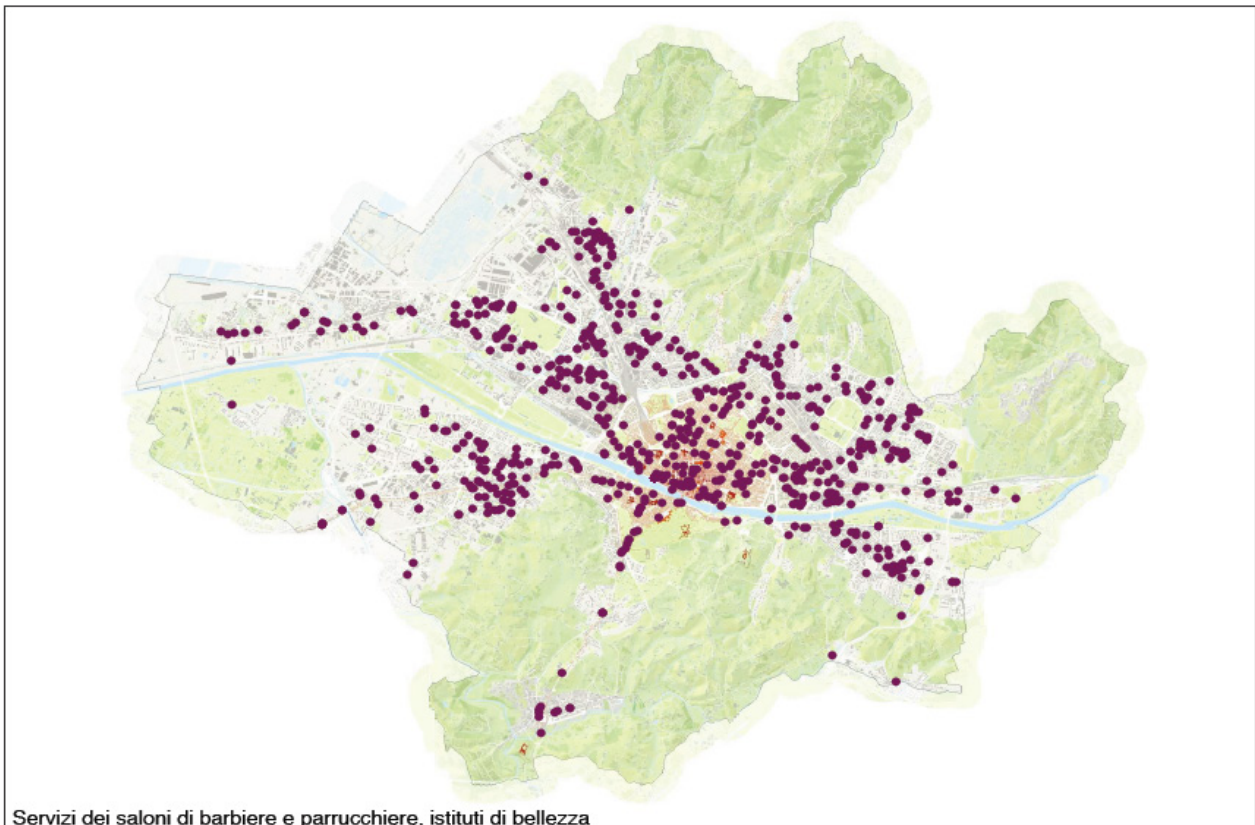 Servizi dei saloni di barbiere e parrucchiere, istituti di bellezza